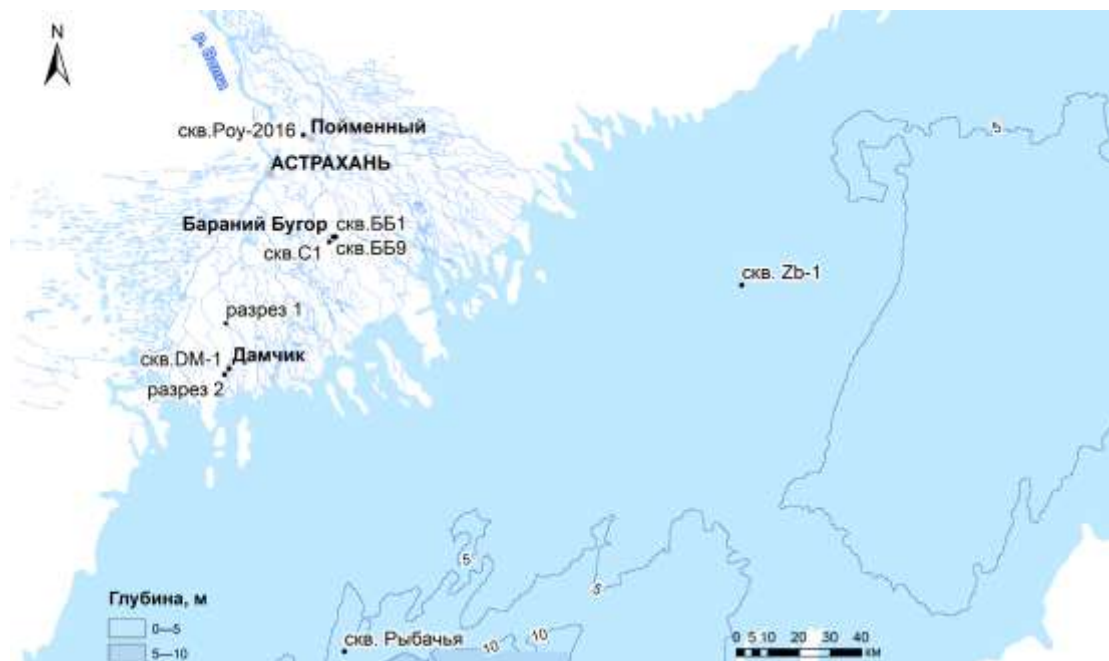 N
р. Волга
скв.Poy-2016
Пойменный
АСТРАХАНЬ
Бараний Бугор
скв.ББ1
скв.С1
скв.ББ9
скв. Zb-1
разрез 1
скв.DM-1
Дамчик
разрез 2
5
5
5
10
10
скв. Рыбачья
Глубина, м
0—5
5—10
0 5 10 20 30 40
КМ